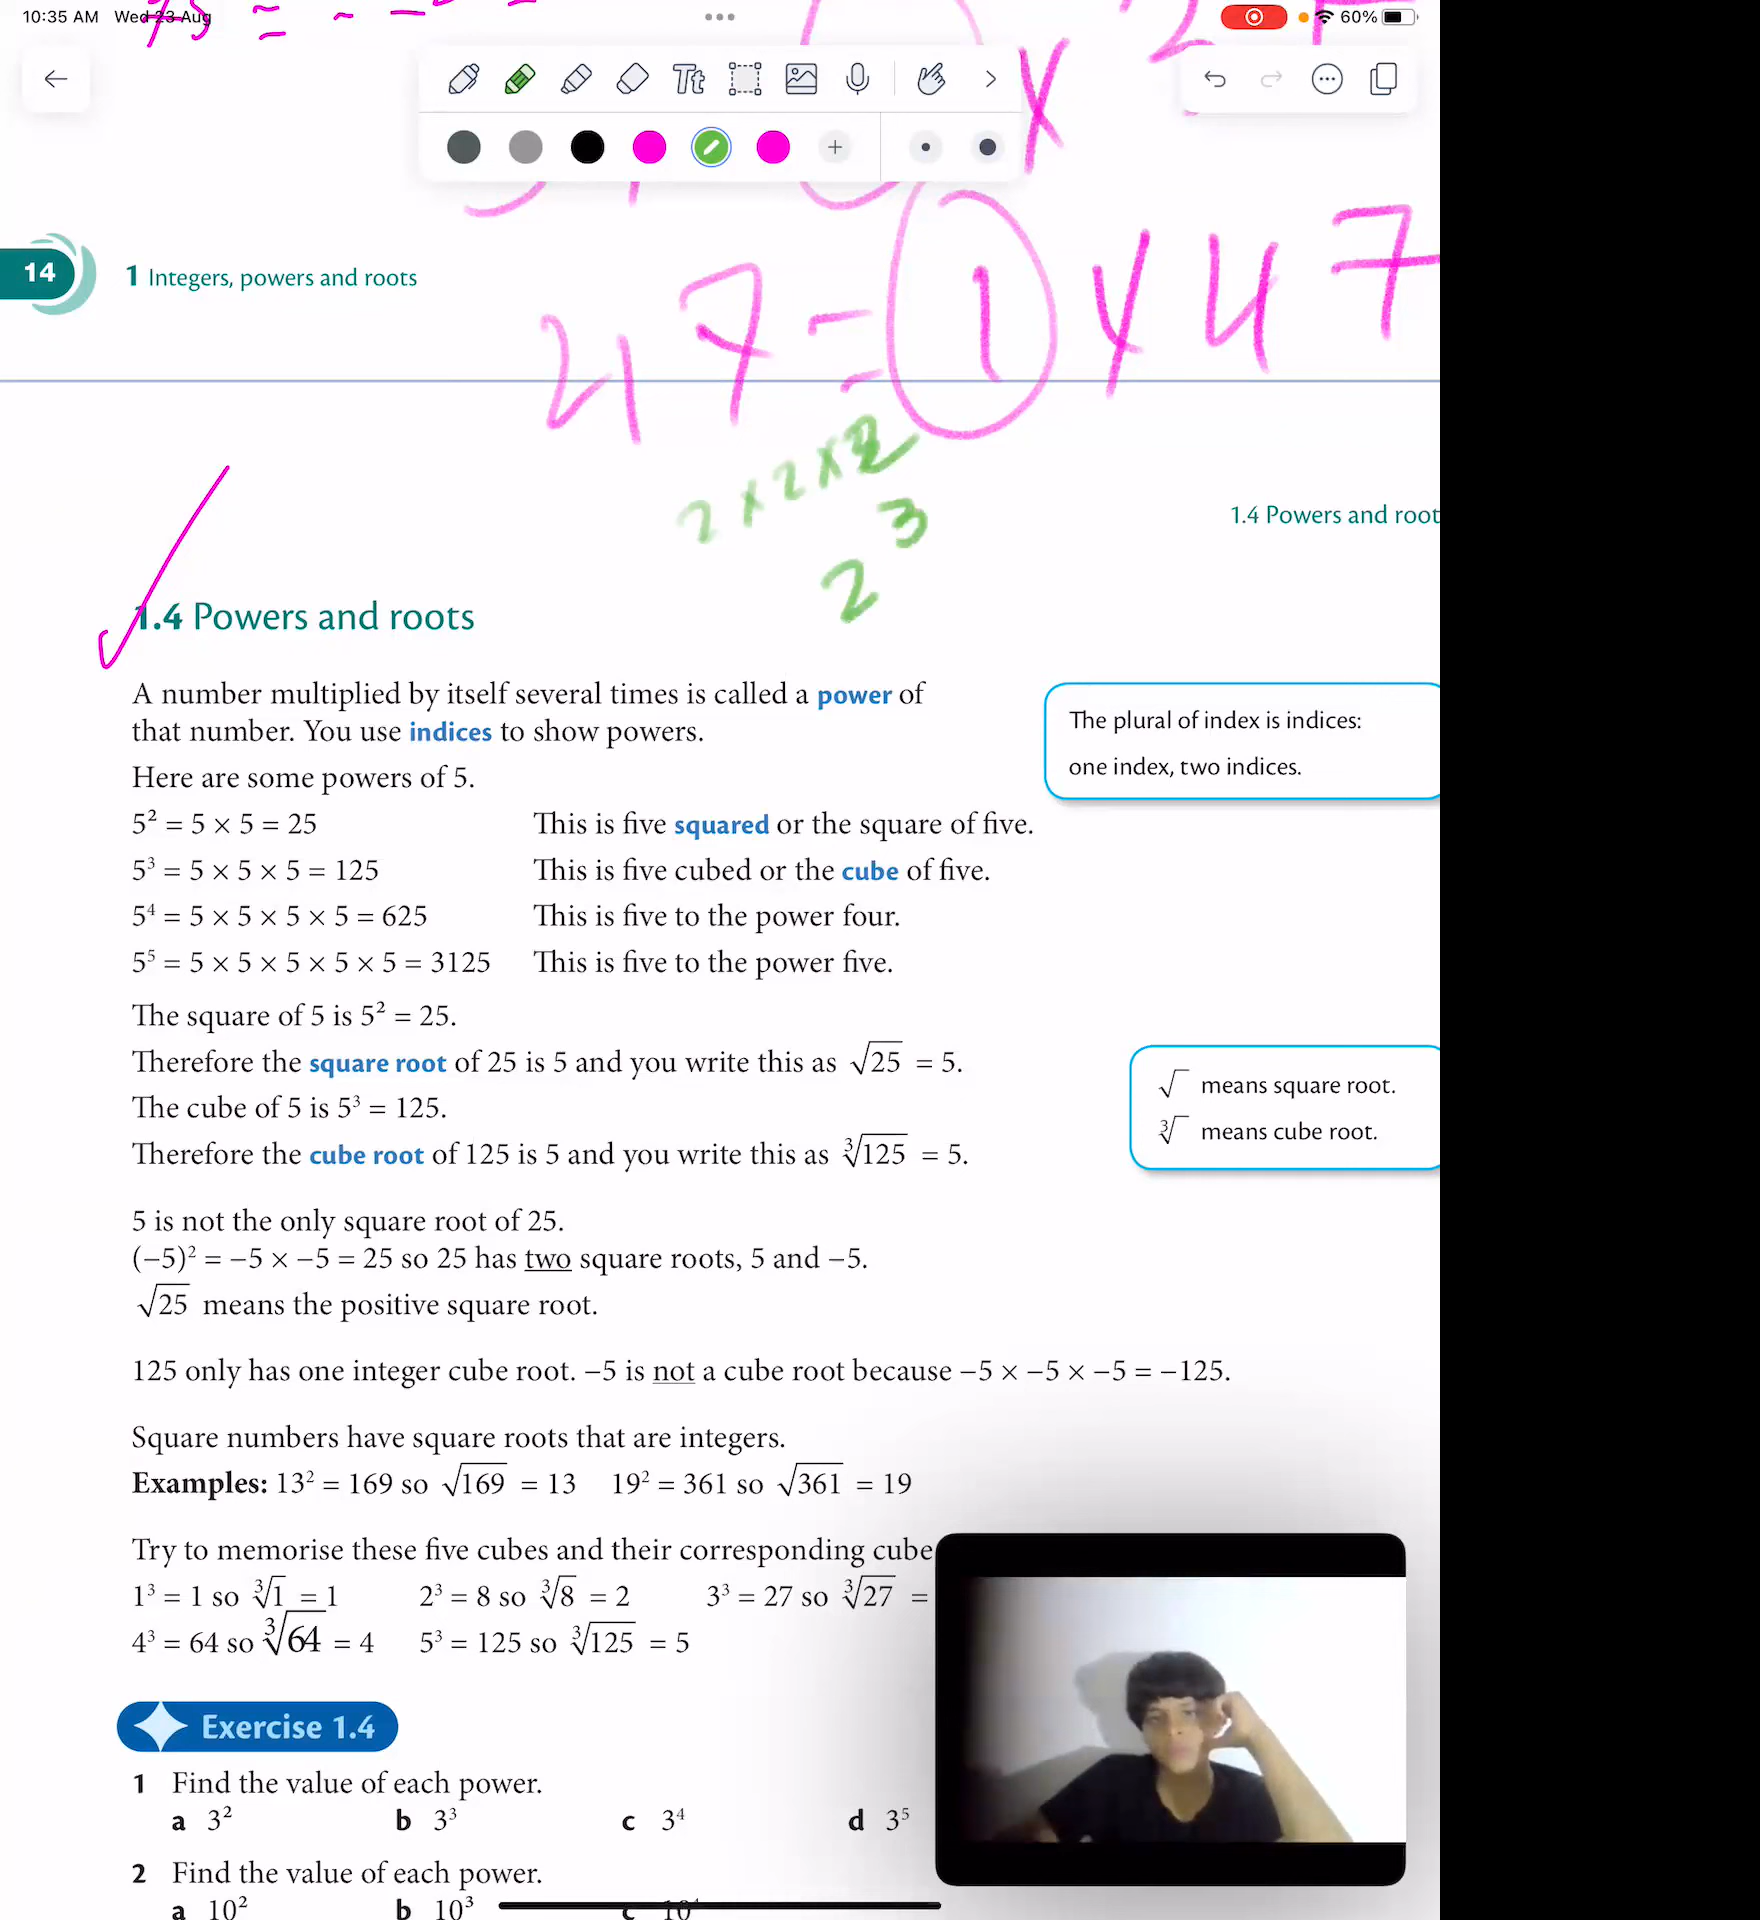 10:35 AM Wed 23 Aug
60%
Tt
14
1 Integers, powers and roots
47 = 1 × 47
2 × 2 × 2
2³
1.4 Powers and root
1.4 Powers and roots
A number multiplied by itself several times is called a power of
that number. You use indices to show powers.
The plural of index is indices:
one index, two indices.
Here are some powers of 5.
5² = 5 × 5 = 25 This is five squared or the square of five.
5³ = 5 × 5 × 5 = 125 This is five cubed or the cube of five.
5⁴ = 5 × 5 × 5 × 5 = 625 This is five to the power four.
5⁵ = 5 × 5 × 5 × 5 × 5 = 3125 This is five to the power five.
The square of 5 is 5² = 25.
Therefore the square root of 25 is 5 and you write this as √25 = 5.
The cube of 5 is 5³ = 125.
Therefore the cube root of 125 is 5 and you write this as ∛125 = 5.
√ means square root.
∛ means cube root.
5 is not the only square root of 25.
(−5)² = −5 × −5 = 25 so 25 has two square roots, 5 and −5.
√25 means the positive square root.
125 only has one integer cube root. −5 is not a cube root because −5 × −5 × −5 = −125.
Square numbers have square roots that are integers.
Examples: 13² = 169 so √169 = 13 19² = 361 so √361 = 19
Try to memorise these five cubes and their corresponding cube
1³ = 1 so ∛1 = 1 2³ = 8 so ∛8 = 2 3³ = 27 so ∛27 =
4³ = 64 so ∛64 = 4 5³ = 125 so ∛125 = 5
Exercise 1.4
1 Find the value of each power.
a 3² b 3³ c 3⁴ d 3⁵
2 Find the value of each power.
a 10² b 10³ c 10⁴